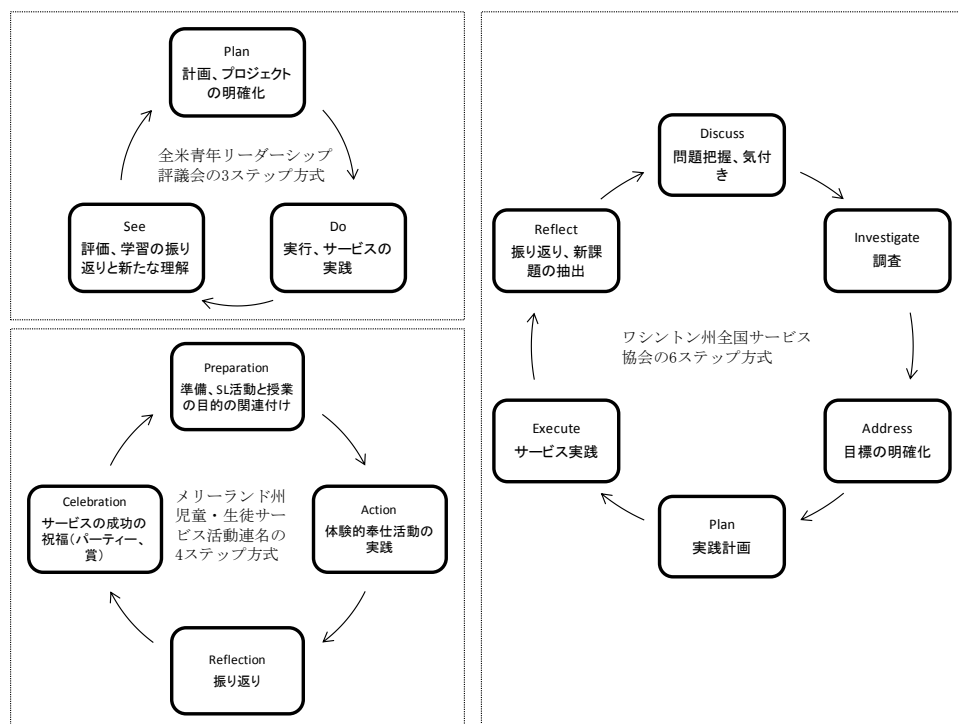 Plan
計画、プロジェクト
の明確化
全米青年リーダーシップ
評議会の3ステップ方式
See
評価、学習の振り
返りと新たな理解
Do
実行、サービスの
実践
Preparation
準備、SL活動と授業
の目的の関連付け
Celebration
サービスの成功の
祝福(パーティー、
賞)
メリーランド州
児童・生徒サー
ビス活動連名の
4ステップ方式
Action
体験的奉仕活動の
実践
Reflection
振り返り
Discuss
問題把握、気付
き
Reflect
振り返り、新課
題の抽出
Investigate
調査
ワシントン州全国サービス
協会の6ステップ方式
Execute
サービス実践
Address
目標の明確化
Plan
実践計画